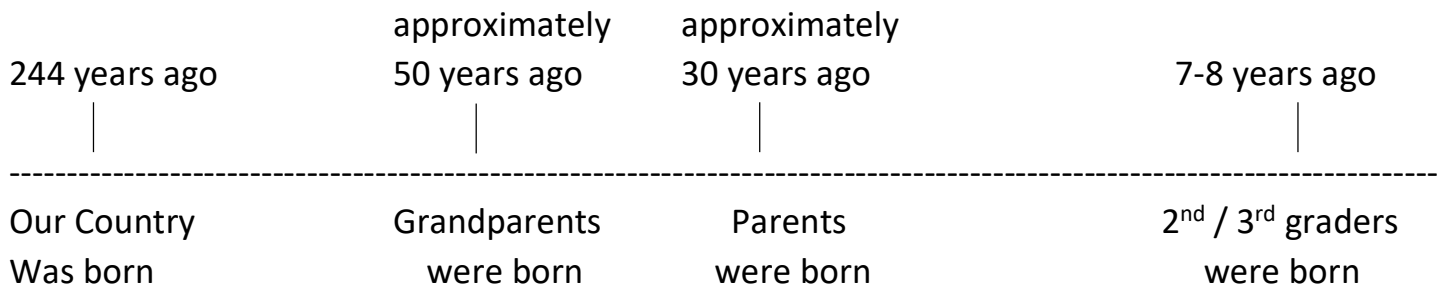 approximately approximately
244 years ago 50 years ago 30 years ago 7-8 years ago
Our Country Grandparents Parents 2nd / 3rd graders
Was born were born were born were born